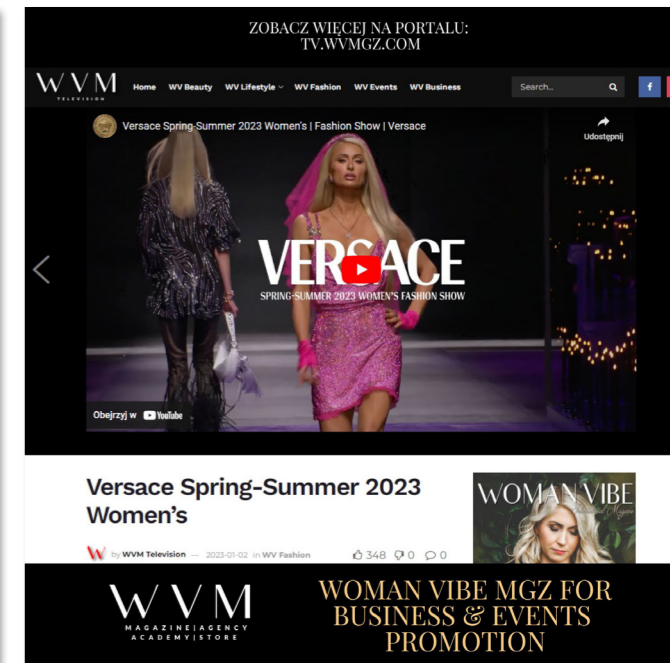 ZOBACZ WIĘCEJ NA PORTALU:
TV.WVMGZ.COM
WVM
TELEVISION
Home WV Beauty WV Lifestyle WV Fashion WV Events WV Business
Search...
f
Versace Spring-Summer 2023 Women's | Fashion Show | Versace
Udostępnij
VERSACE
SPRING-SUMMER 2023 WOMEN'S FASHION SHOW
Obejrzyj w YouTube
Versace Spring-Summer 2023
Women's
W by WVM Television — 2023-01-02 in WV Fashion 348 0 0
WOMAN VIBE
WVM
MAGAZINE|AGENCY
ACADEMY|STORE
WOMAN VIBE MGZ FOR
BUSINESS & EVENTS
PROMOTION